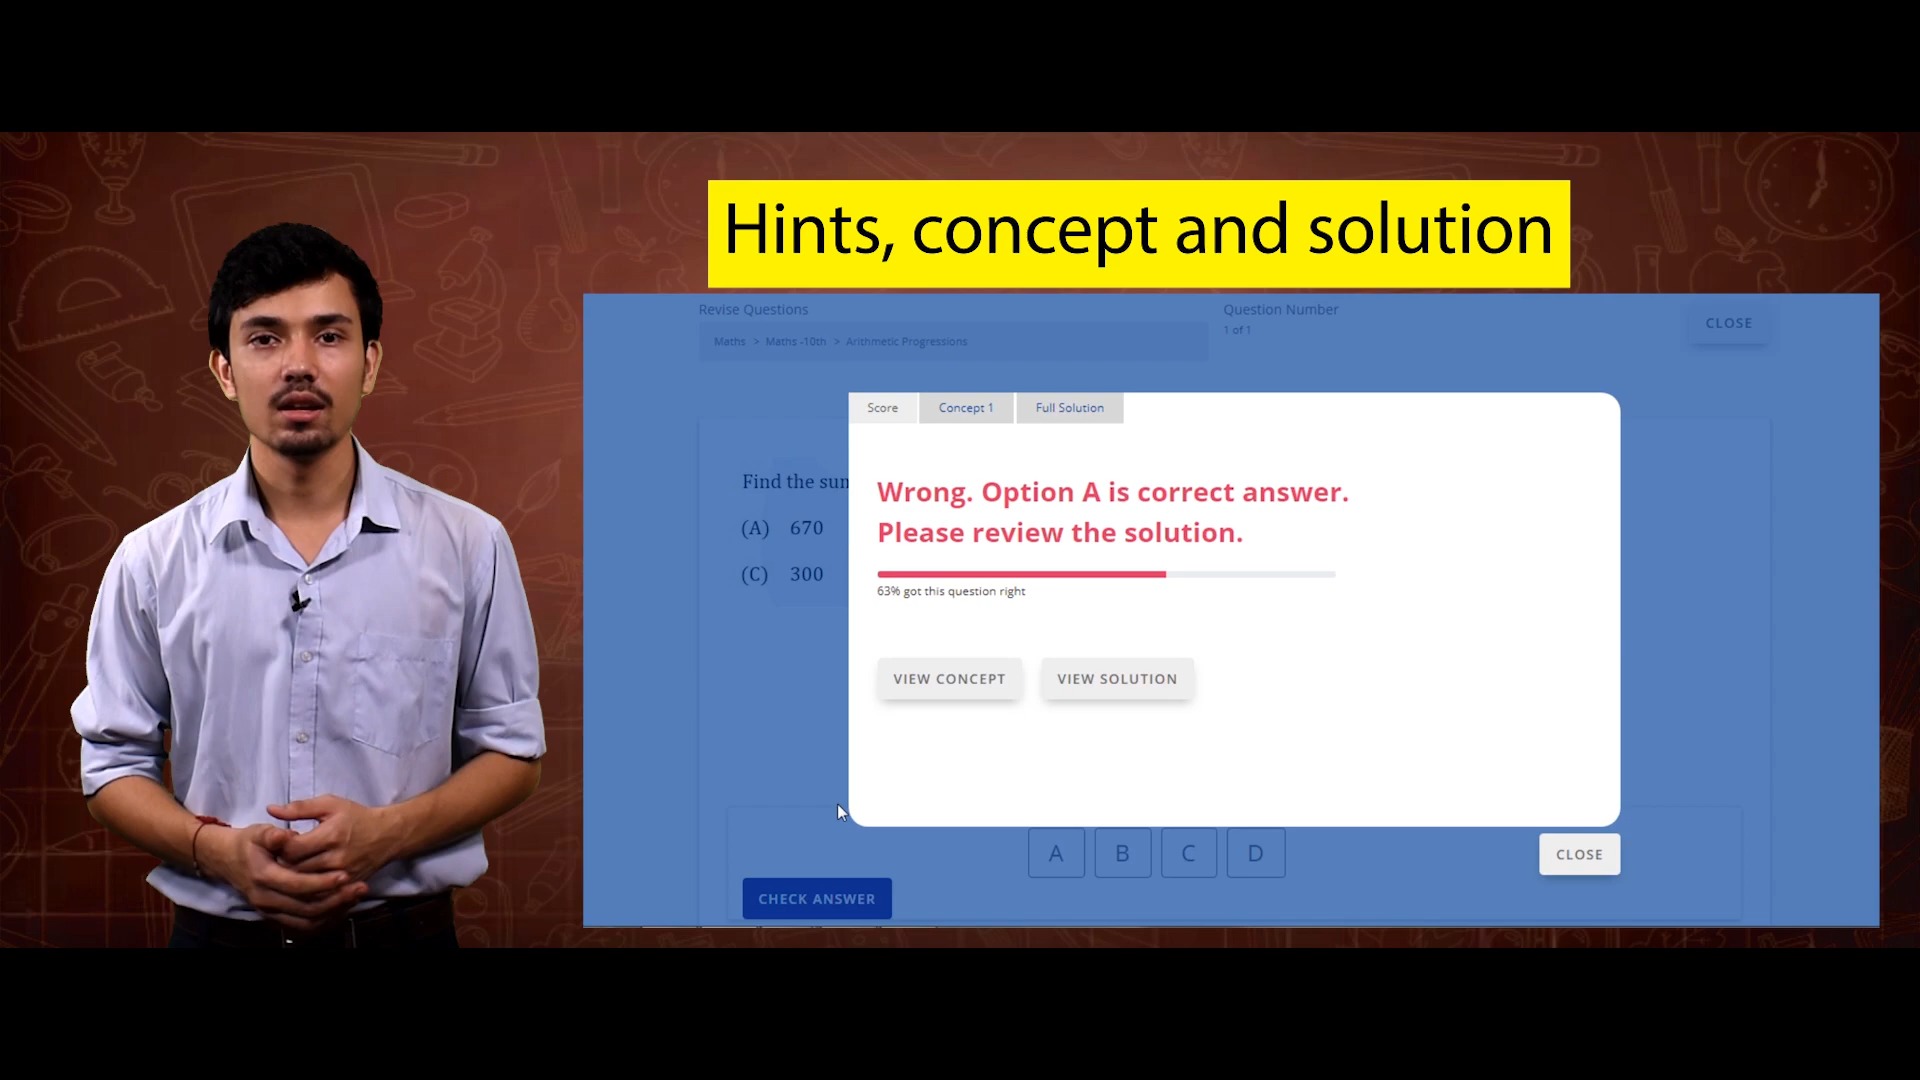 Hints, concept and solution
Revise Questions
Question Number
1 of 1
CLOSE
Maths > Maths -10th > Arithmetic Progressions
Score
Concept 1
Full Solution
Find the
(A) 670
(C) 300
Wrong. Option A is correct answer.
Please review the solution.
63% got this question right
VIEW CONCEPT
VIEW SOLUTION
A
B
C
D
CLOSE
CHECK ANSWER